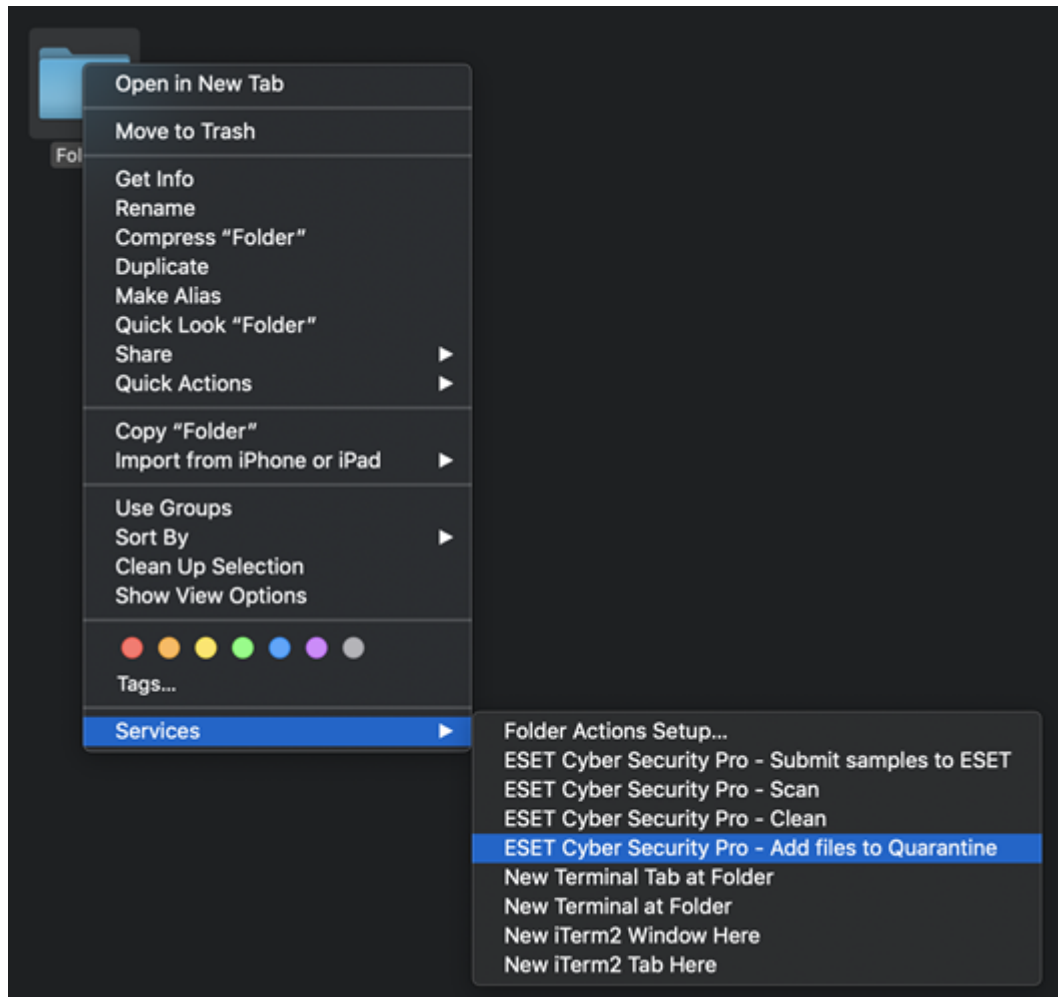 Fol
Open in New Tab
Move to Trash
Get Info
Rename
Compress “Folder”
Duplicate
Make Alias
Quick Look “Folder”
Share
Quick Actions
Copy “Folder”
Import from iPhone or iPad
Use Groups
Sort By
Clean Up Selection
Show View Options
Tags...
Services
Folder Actions Setup...
ESET Cyber Security Pro - Submit samples to ESET
ESET Cyber Security Pro - Scan
ESET Cyber Security Pro - Clean
ESET Cyber Security Pro - Add files to Quarantine
New Terminal Tab at Folder
New Terminal at Folder
New iTerm2 Window Here
New iTerm2 Tab Here